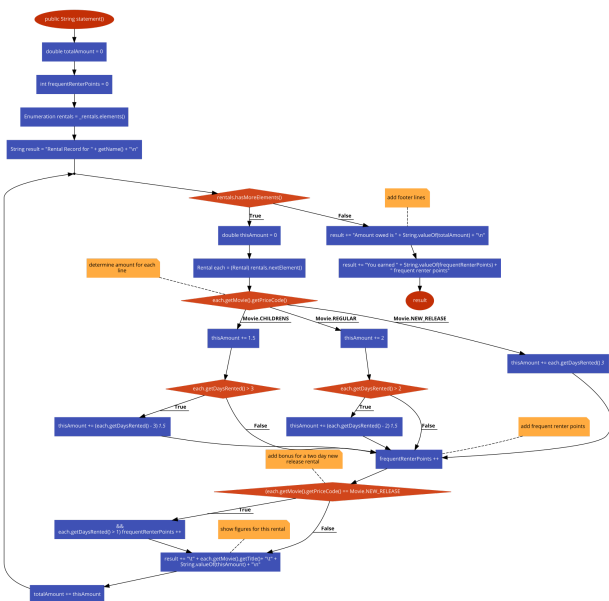 public String statement()
double totalAmount = 0
int frequentRenterPoints = 0
Enumeration rentals = _rentals.elements()
String result = "Rental Record for " + getName() + "\n"
rentals.hasMoreElements()
add footer lines
True
False
double thisAmount = 0
result += "Amount owed is " + String.valueOf(totalAmount) + "\n"
Rental each = (Rental) rentals.nextElement()
result += "You earned " + String.valueOf(frequentRenterPoints) +
" frequent renter points"
determine amount for each
line
each.getMovie().getPriceCode()
result
Movie.CHILDRENS
Movie.REGULAR
Movie.NEW_RELEASE
thisAmount += 1.5
thisAmount += 2
thisAmount += each.getDaysRented() 3
each.getDaysRented() > 3
each.getDaysRented() > 2
True
False
True
False
thisAmount += (each.getDaysRented() - 3) 1.5
thisAmount += (each.getDaysRented() - 2) 1.5
add frequent renter points
frequentRenterPoints ++
add bonus for a two day new
release rental
(each.getMovie().getPriceCode() == Movie.NEW_RELEASE
True
False
&&
each.getDaysRented() > 1) frequentRenterPoints ++
show figures for this rental
result += "\t" + each.getMovie().getTitle()+ "\t" +
String.valueOf(thisAmount) + "\n"
totalAmount += thisAmount